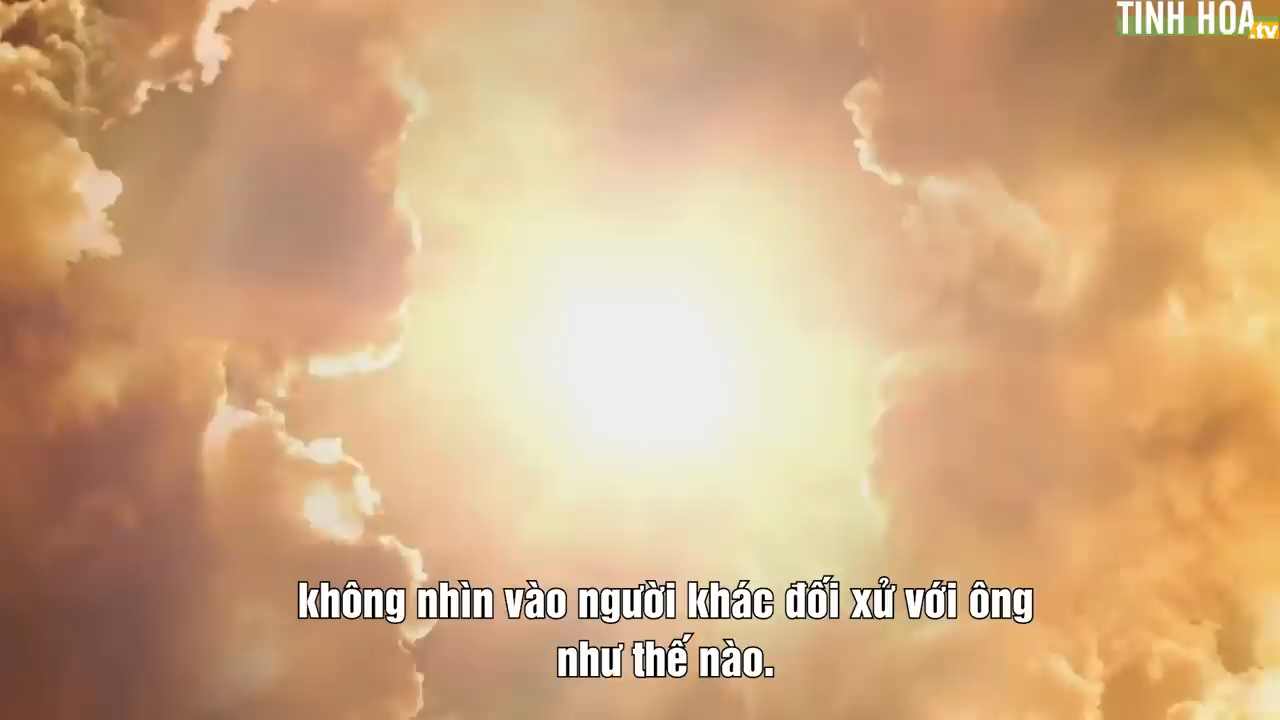 TINH HOA
.tv
không nhìn vào người khác đối xử với ông
như thế nào.